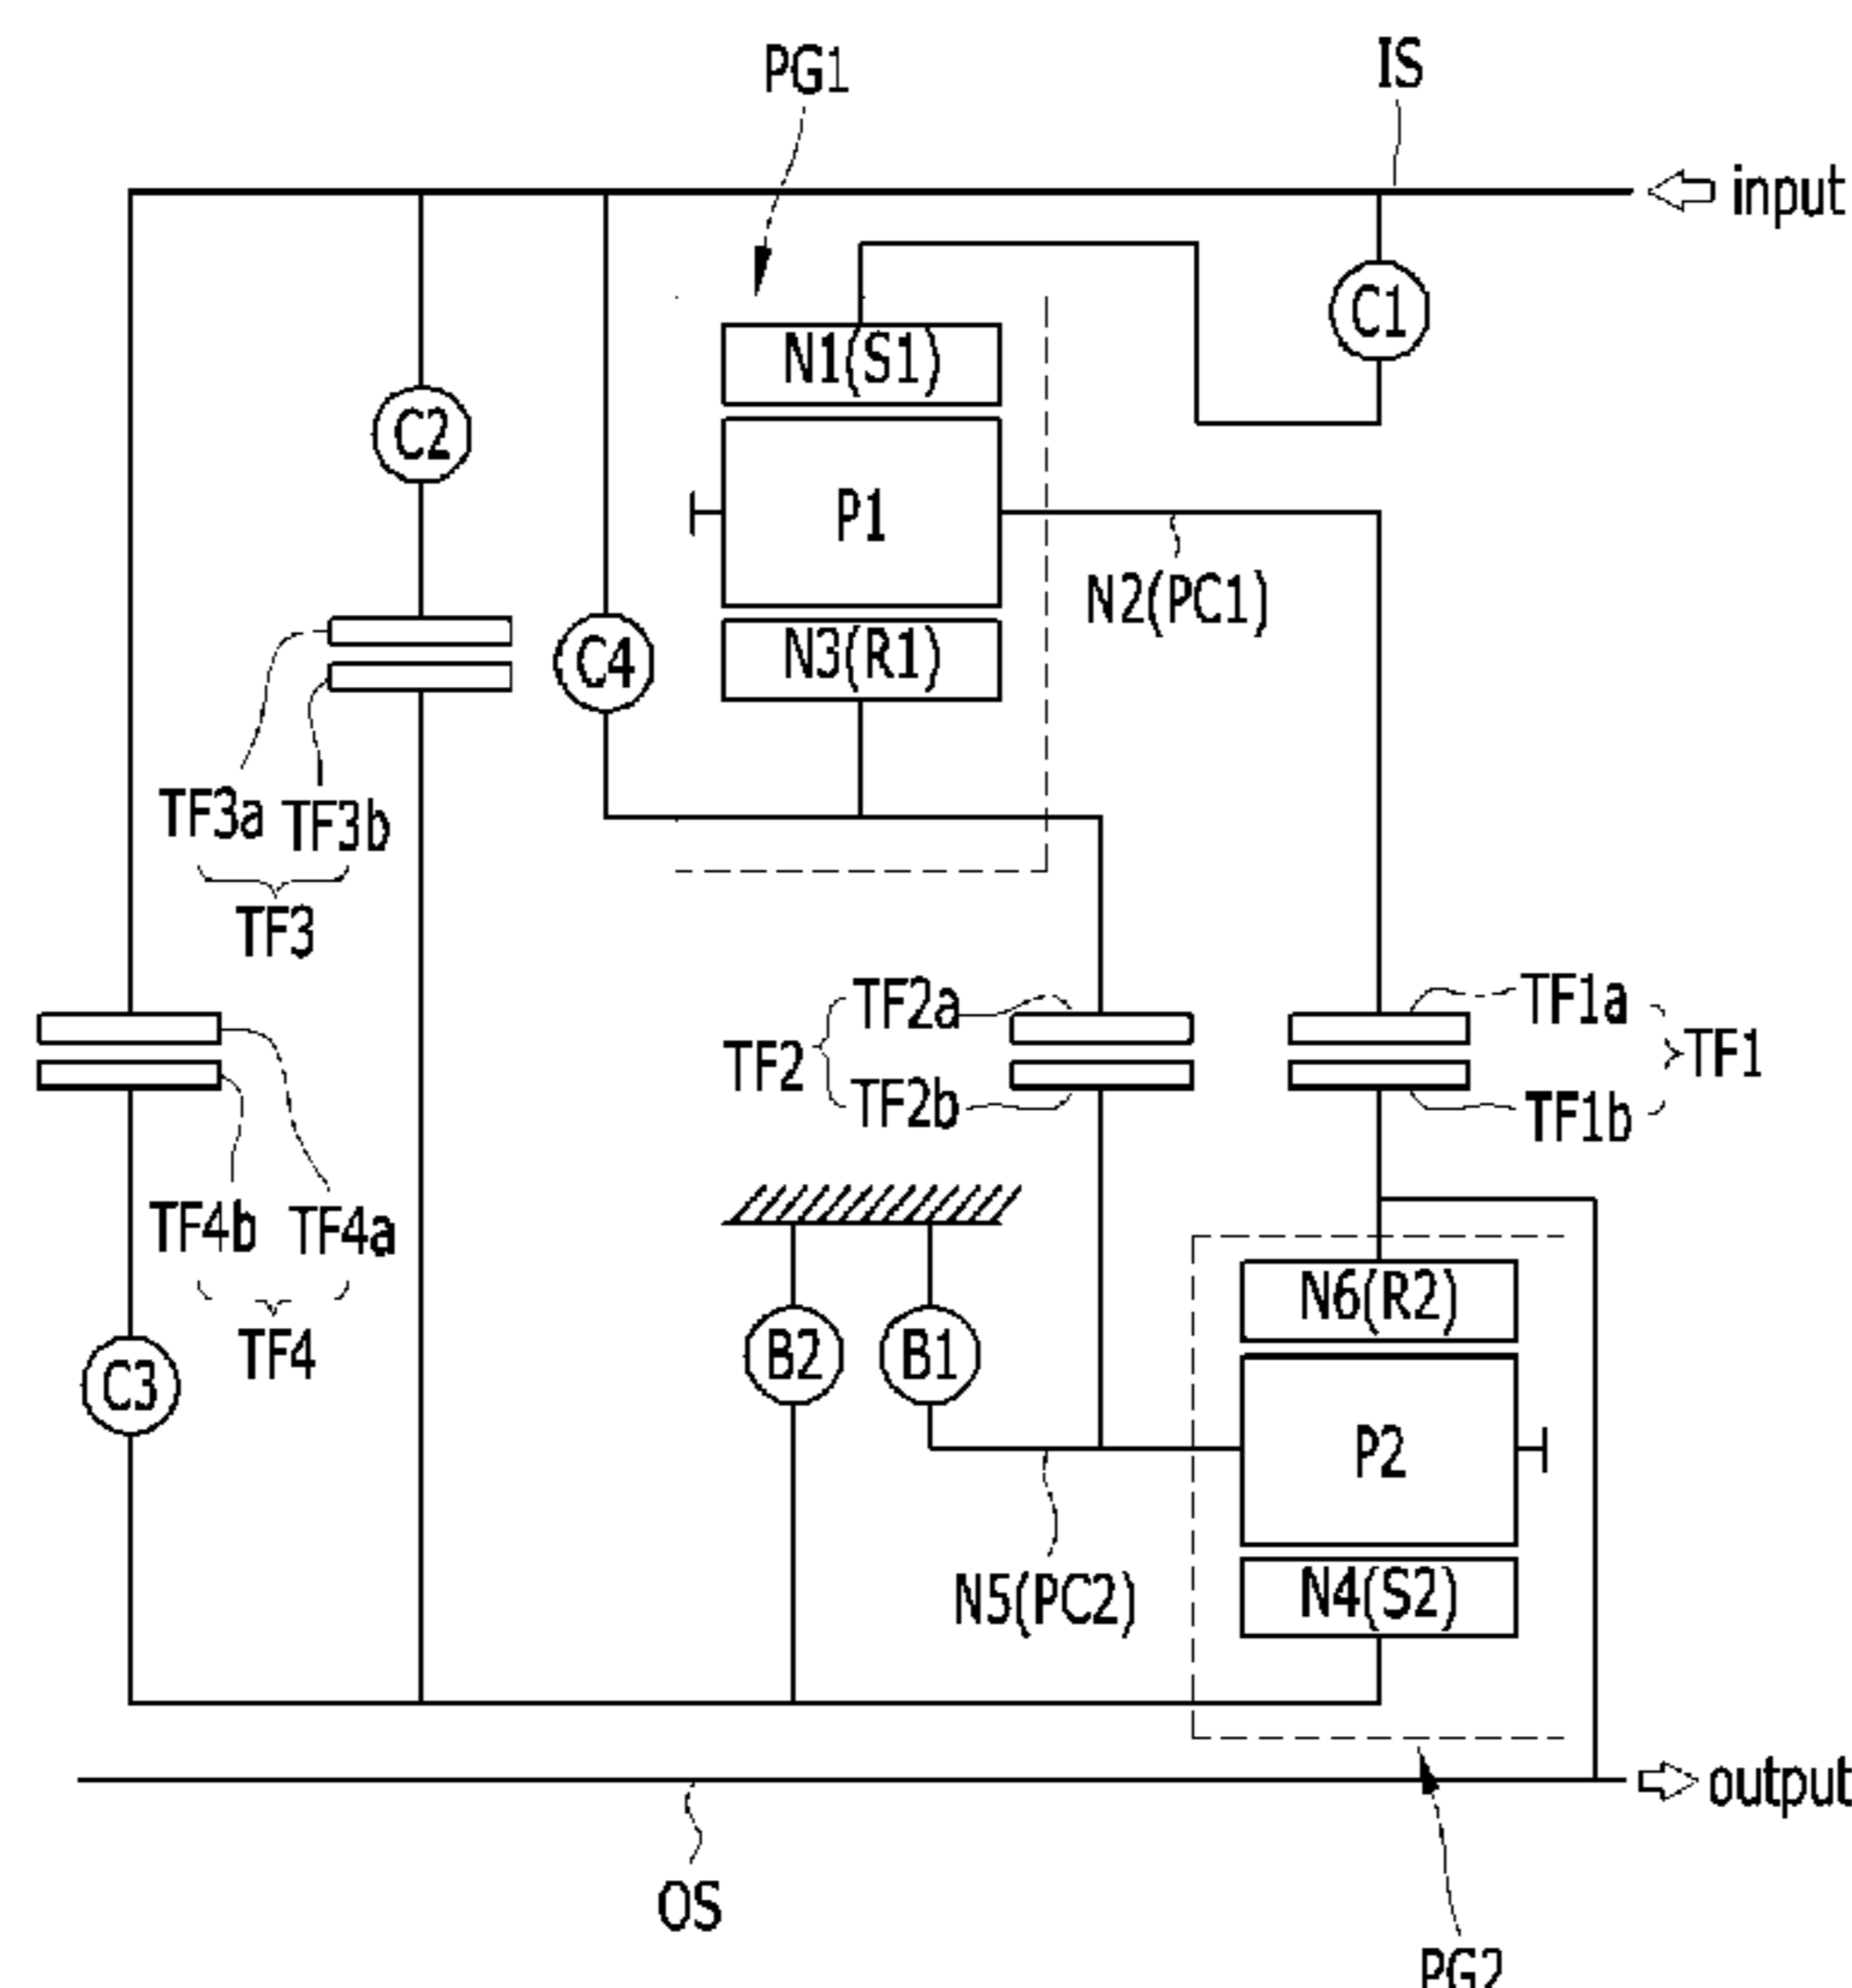 PG1
IS
input
N1(S1)
C1
C2
P1
N2(PC1)
C4
N3(R1)
TF3a
TF3b
TF3
TF2a
TF1a
TF2
TF1
TF2b
TF1b
TF4b
TF4a
TF4
N6(R2)
C3
B2
B1
P2
N5(PC2)
N4(S2)
output
OS
PG2